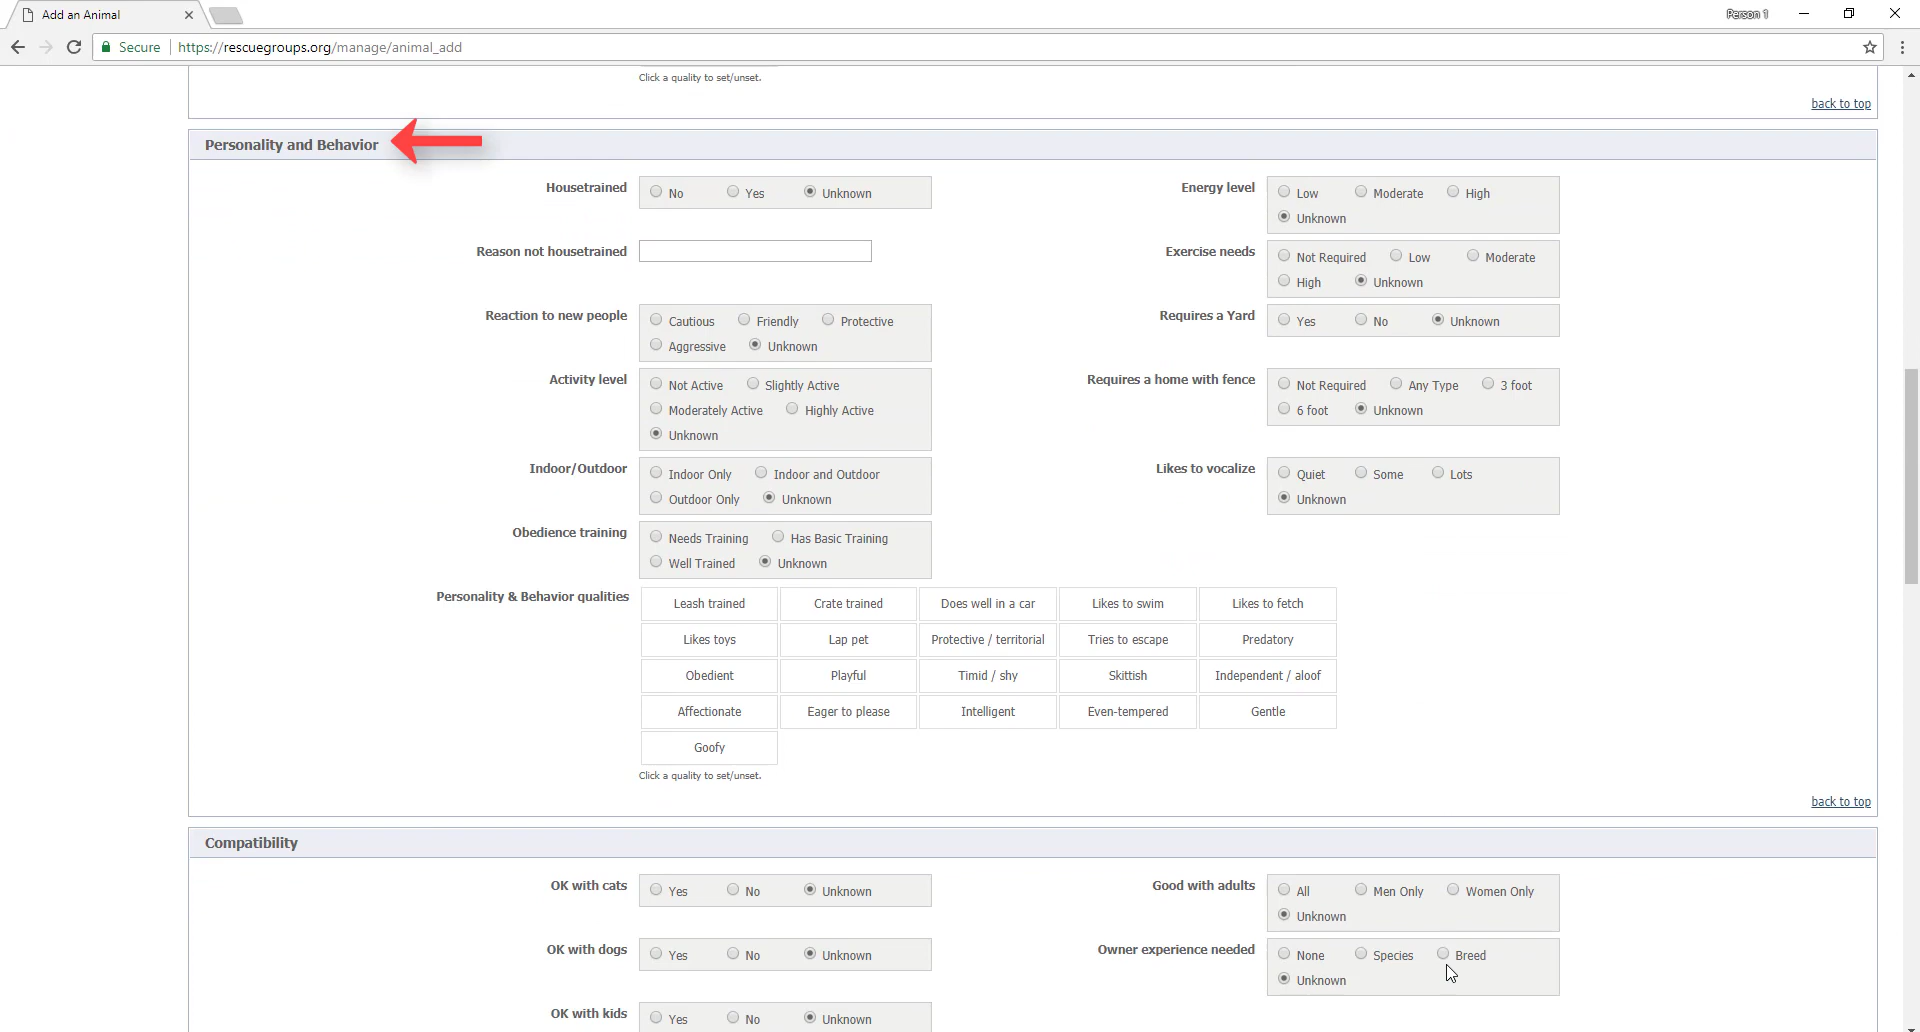 Add an Animal
Person 1
Secure https://rescuegroups.org/manage/animal_add
Click a quality to set/unset.
back to top
Personality and Behavior
Housetrained
No Yes Unknown
Energy level
Low Moderate High
Unknown
Reason not housetrained
Exercise needs
Not Required Low Moderate
High Unknown
Reaction to new people
Cautious Friendly Protective
Aggressive Unknown
Requires a Yard
Yes No Unknown
Activity level
Not Active Slightly Active
Moderately Active Highly Active
Unknown
Requires a home with fence
Not Required Any Type 3 foot
6 foot Unknown
Indoor/Outdoor
Indoor Only Indoor and Outdoor
Outdoor Only Unknown
Likes to vocalize
Quiet Some Lots
Unknown
Obedience training
Needs Training Has Basic Training
Well Trained Unknown
Personality & Behavior qualities
Leash trained Crate trained Does well in a car Likes to swim Likes to fetch
Likes toys Lap pet Protective / territorial Tries to escape Predatory
Obedient Playful Timid / shy Skittish Independent / aloof
Affectionate Eager to please Intelligent Even-tempered Gentle
Goofy
Click a quality to set/unset.
back to top
Compatibility
OK with cats
Yes No Unknown
Good with adults
All Men Only Women Only
Unknown
OK with dogs
Yes No Unknown
Owner experience needed
None Species Breed
Unknown
OK with kids
Yes No Unknown